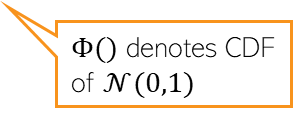 Φ() denotes CDF
of 𝒩(0,1)